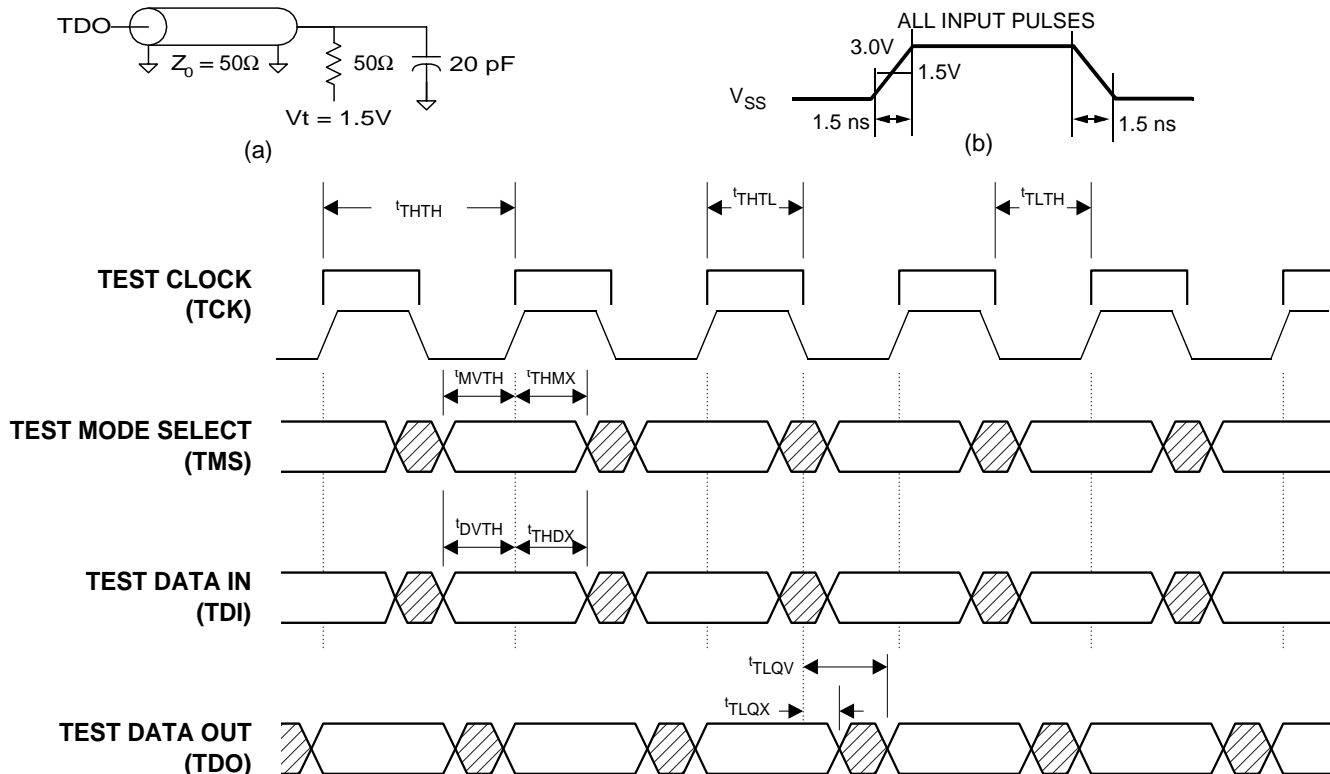 TDO
Z0 = 50Ω
50Ω
20 pF
Vt = 1.5V
(a)
ALL INPUT PULSES
3.0V
1.5V
VSS
1.5 ns
1.5 ns
(b)
tTHTH
tTHTL
tTLTH
TEST CLOCK
(TCK)
tMVTH
tTHMX
TEST MODE SELECT
(TMS)
tDVTH
tTHDX
TEST DATA IN
(TDI)
tTLQV
tTLQX
TEST DATA OUT
(TDO)